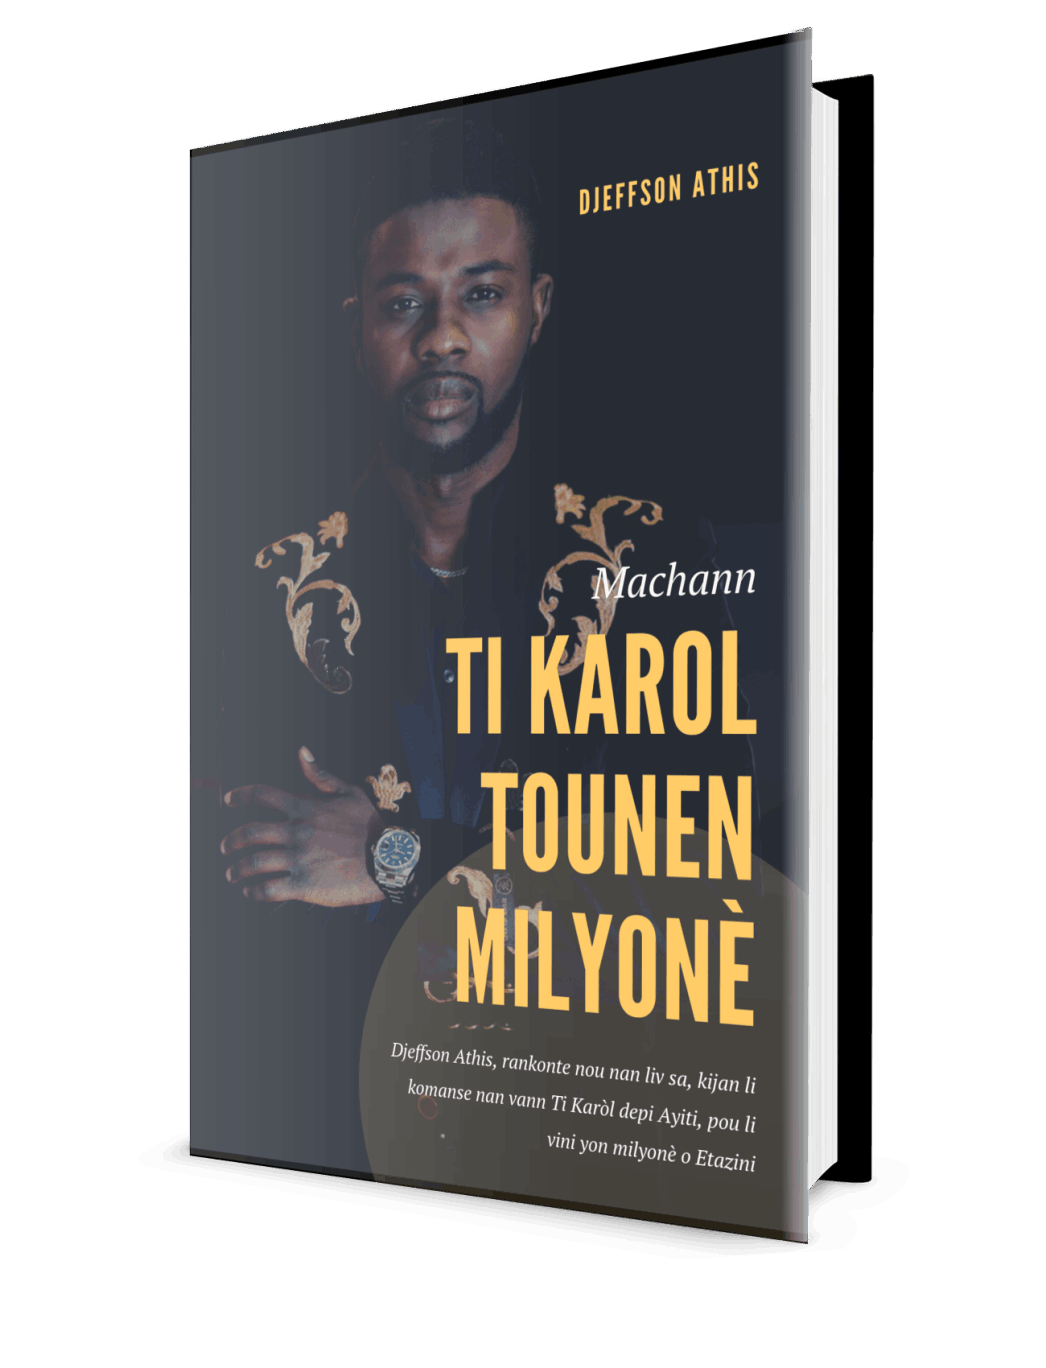 DJEFFSON ATHIS
Machann
TI KAROL
TOUNEN
MILYONÈ
Djeffson Athis, rankonte nou nan liv sa, kijan li
komanse nan vann Ti Karòl depi Ayiti, pou li
vini yon milyonè o Etazini